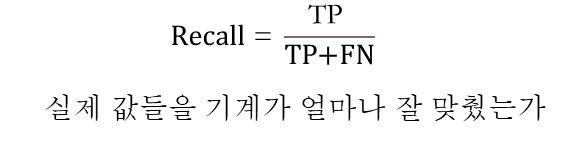 Recall = TP / TP+FN
실제 값들을 기계가 얼마나 잘 맞췄는가